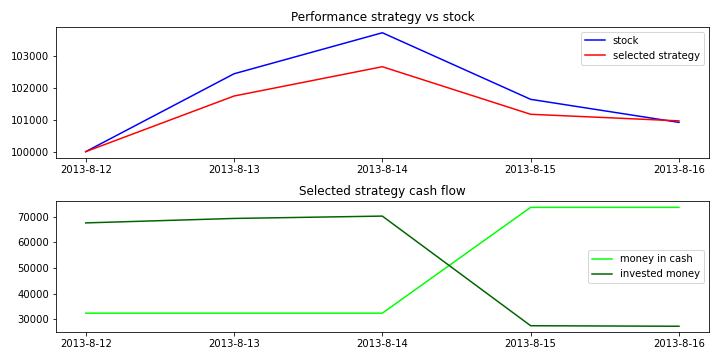 Performance strategy vs stock
103000
102000
101000
100000
stock
selected strategy
2013-8-12 2013-8-13 2013-8-14 2013-8-15 2013-8-16
Selected strategy cash flow
70000
60000
50000
40000
30000
money in cash
invested money
2013-8-12 2013-8-13 2013-8-14 2013-8-15 2013-8-16